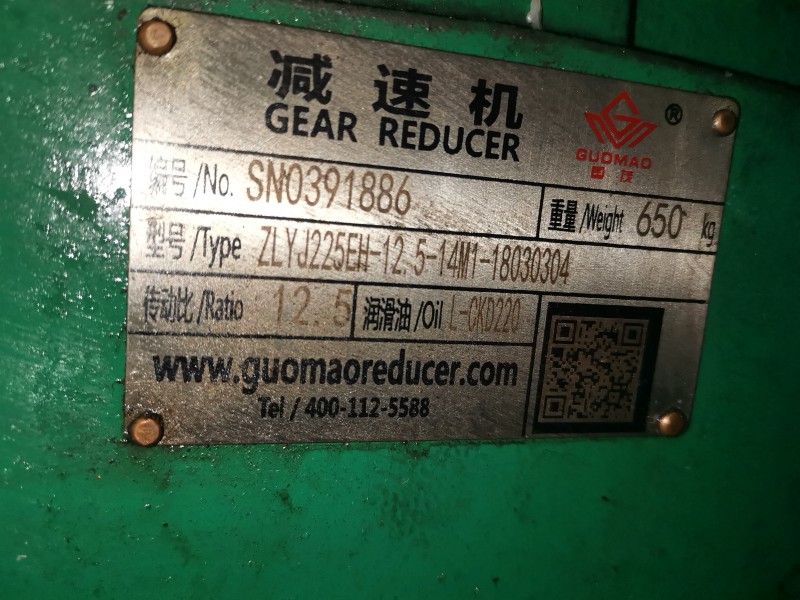 减速机
GEAR REDUCER
®
GUOMAO
国茂
编号/No. SN0391886
重量/Weight 650 kg
型号/Type ZLYJ225EH-12.5-14M1-18030304
传动比/Ratio 12.5
润滑油/Oil L-CKD220
www.guomaoreducer.com
Tel / 400-112-5588